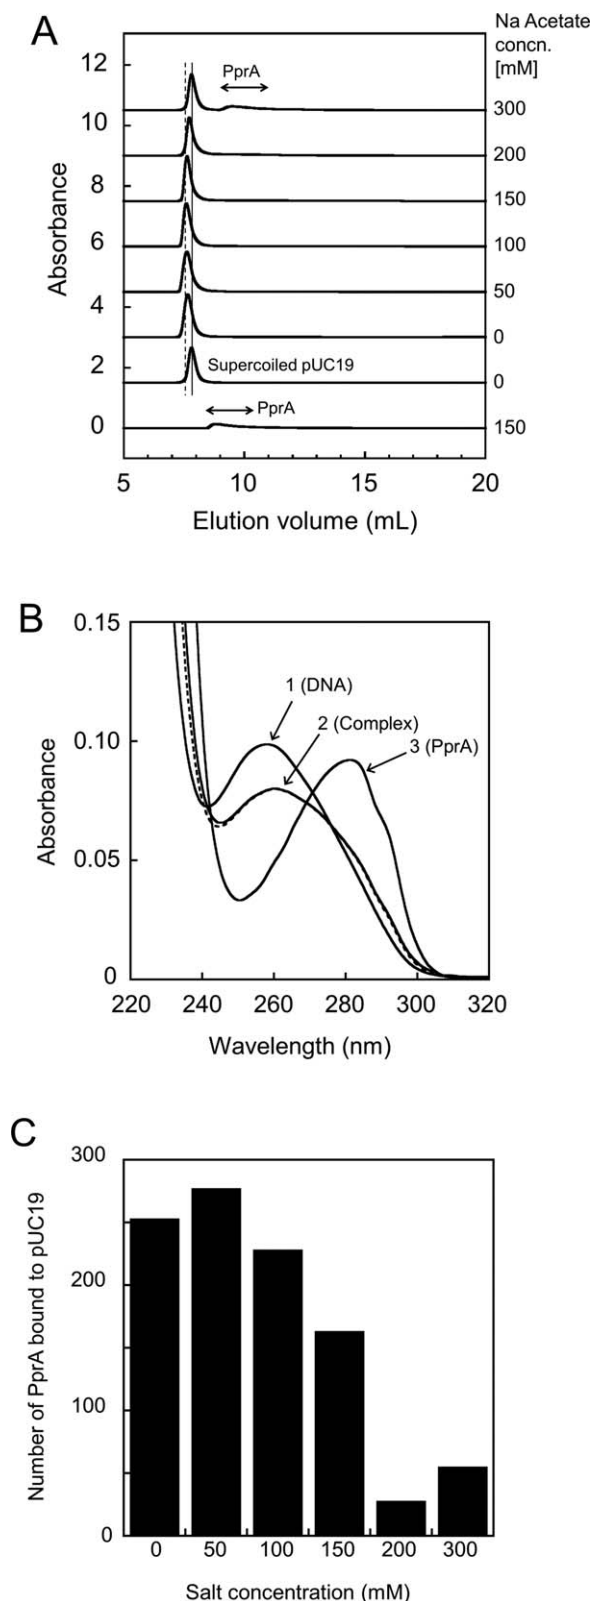 A
Na Acetate
concn.
[mM]
12
PprA
300
10
200
8
150
Absorbance
6
100
50
4
0
2
Supercoiled pUC19
0
PprA
0
150
5
10
15
20
Elution volume (mL)
B
0.15
1 (DNA)
2 (Complex)
0.10
3 (PprA)
Absorbance
0.05
0
220
240
260
280
300
320
Wavelength (nm)
C
300
Number of PprA bound to pUC19
200
100
0
0
50
100
150
200
300
Salt concentration (mM)